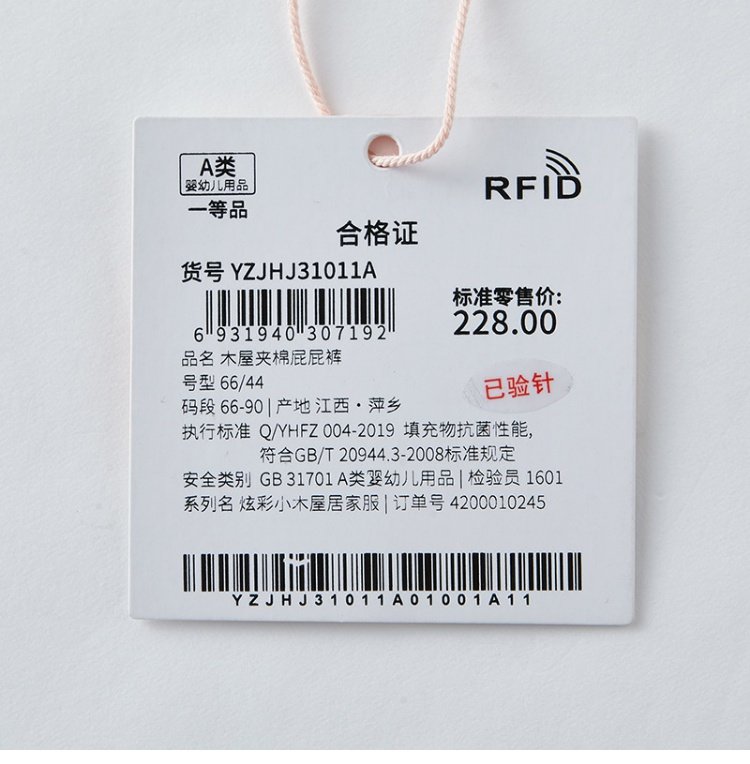 A类
婴幼儿用品
一等品
RFID
合格证
货号 YZJHJ31011A
6 931940 307192
标准零售价:
228.00
品名 木屋夹棉屁屁裤
号型 66/44
已验针
码段 66-90 | 产地 江西·萍乡
执行标准 Q/YHFZ 004-2019 填充物抗菌性能,
符合GB/T 20944.3-2008标准规定
安全类别 GB 31701 A类婴幼儿用品 | 检验员 1601
系列名 炫彩小木屋居家服 | 订单号 4200010245
YZJHJ31011A01001A11